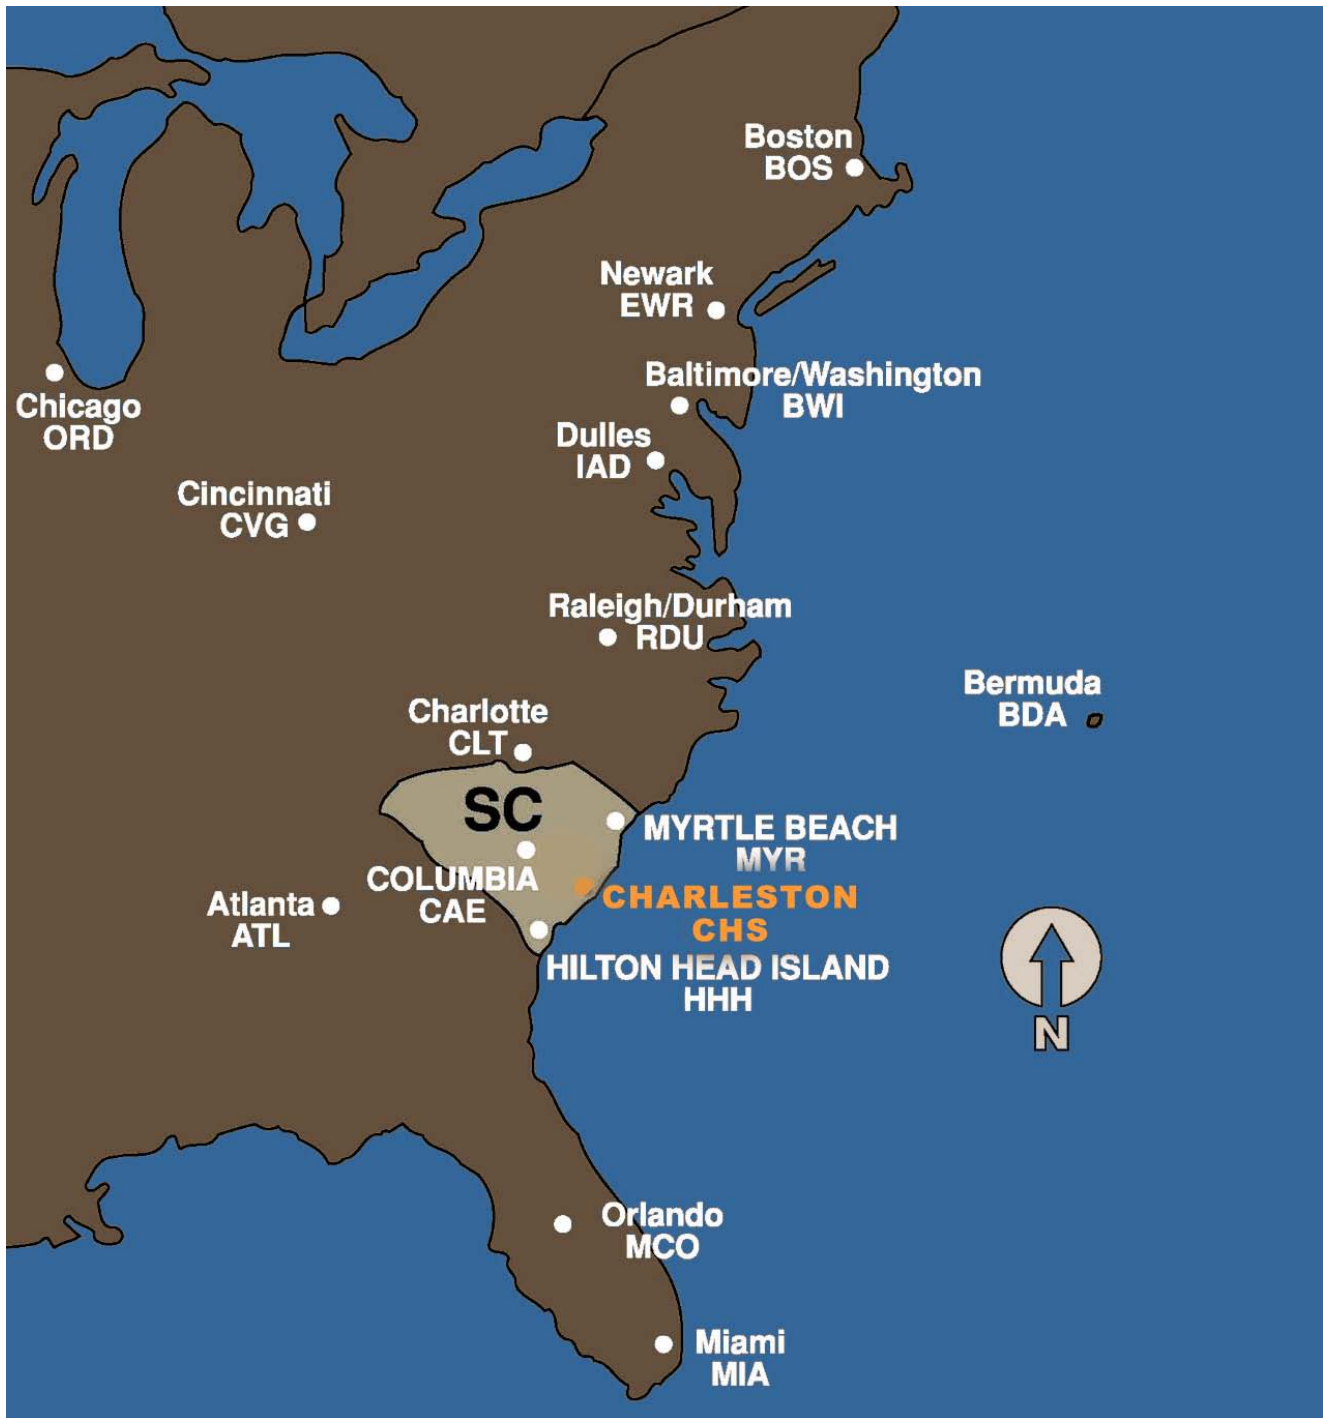 Boston
BOS
Newark
EWR
Baltimore/Washington
BWI
Chicago
ORD
Dulles
IAD
Cincinnati
CVG
Raleigh/Durham
RDU
Bermuda
BDA
Charlotte
CLT
SC
MYRTLE BEACH
MYR
COLUMBIA
CAE
CHARLESTON
CHS
Atlanta
ATL
HILTON HEAD ISLAND
HHH
N
Orlando
MCO
Miami
MIA